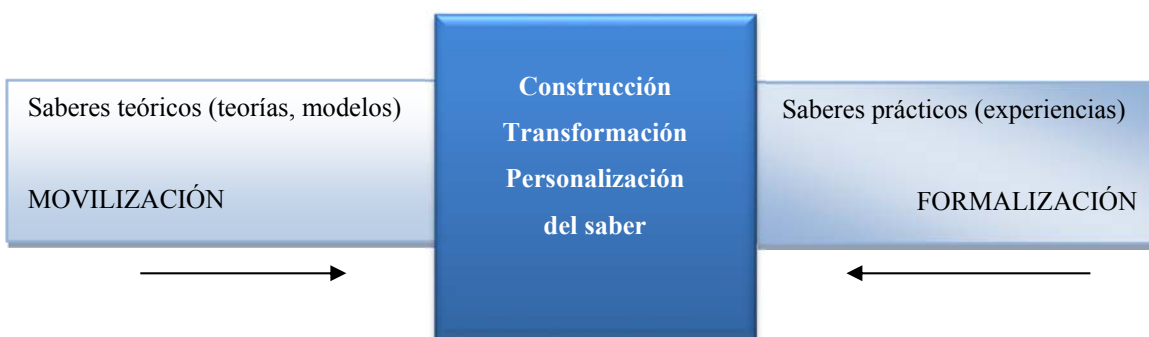 Saberes teóricos (teorías, modelos)
MOVILIZACIÓN
Construcción
Transformación
Personalización
del saber
Saberes prácticos (experiencias)
FORMALIZACIÓN